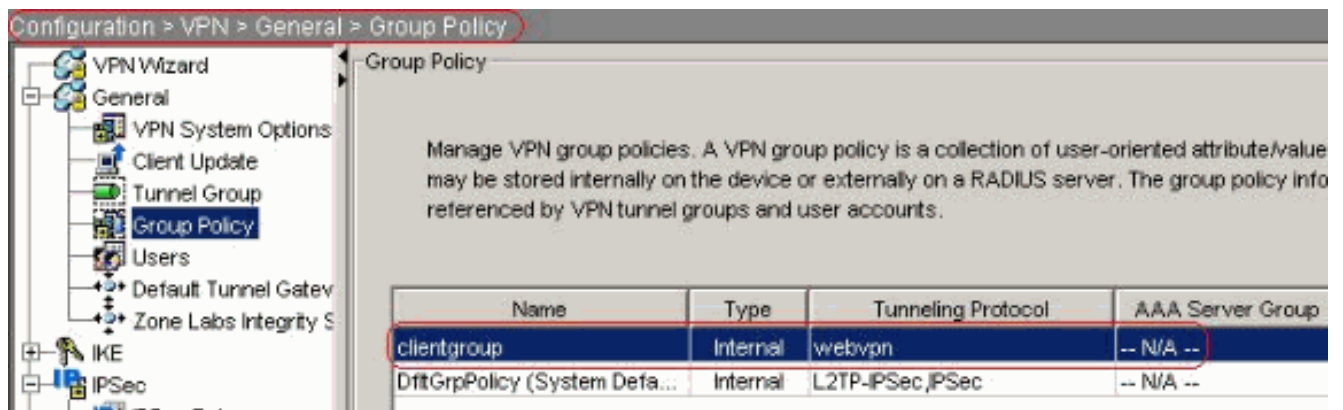 Configuration > VPN > General > Group Policy
VPN Wizard
General
VPN System Options
Client Update
Tunnel Group
Group Policy
Users
Default Tunnel Gatev
Zone Labs Integrity S
IKE
IPSec
Group Policy
Manage VPN group policies. A VPN group policy is a collection of user-oriented attribute/value
may be stored internally on the device or externally on a RADIUS server. The group policy info
referenced by VPN tunnel groups and user accounts.
Name Type Tunneling Protocol AAA Server Group
clientgroup Internal webvpn -- N/A --
DfltGrpPolicy (System Defa... Internal L2TP-IPSec,IPSec -- N/A --